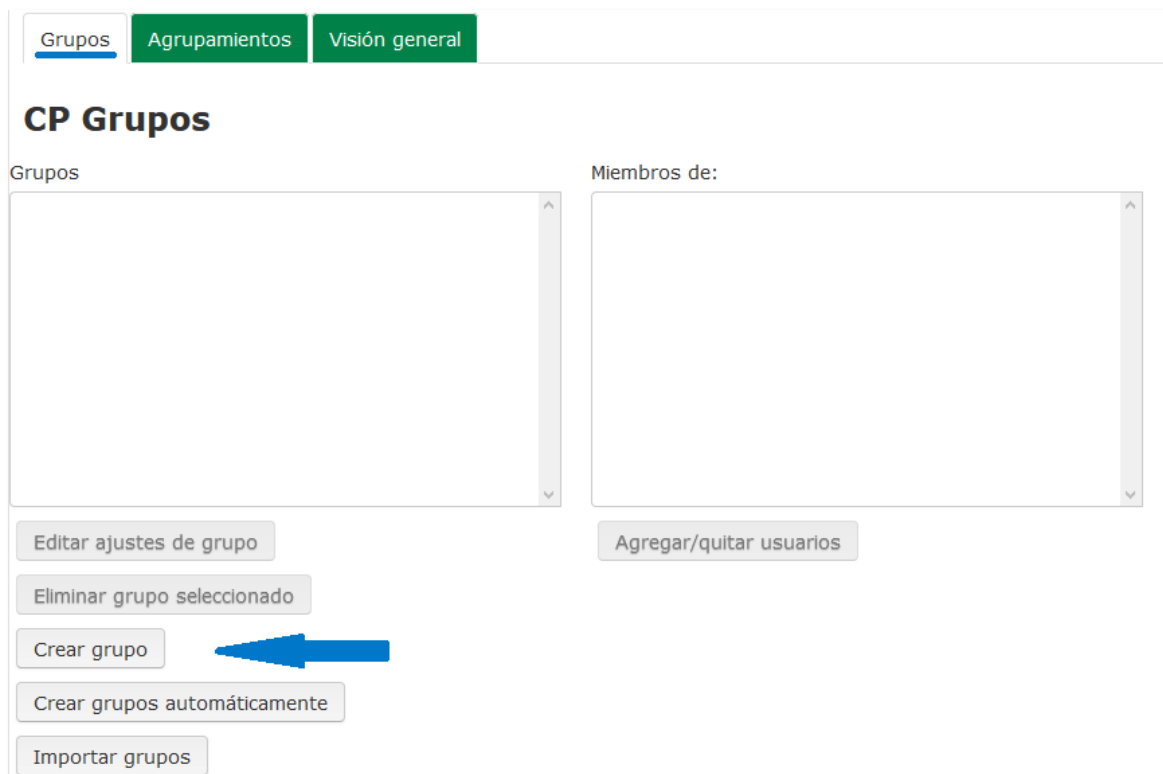 Grupos Agrupamientos Visión general
CP Grupos
Grupos
Miembros de:
Editar ajustes de grupo
Agregar/quitar usuarios
Eliminar grupo seleccionado
Crear grupo
Crear grupos automáticamente
Importar grupos